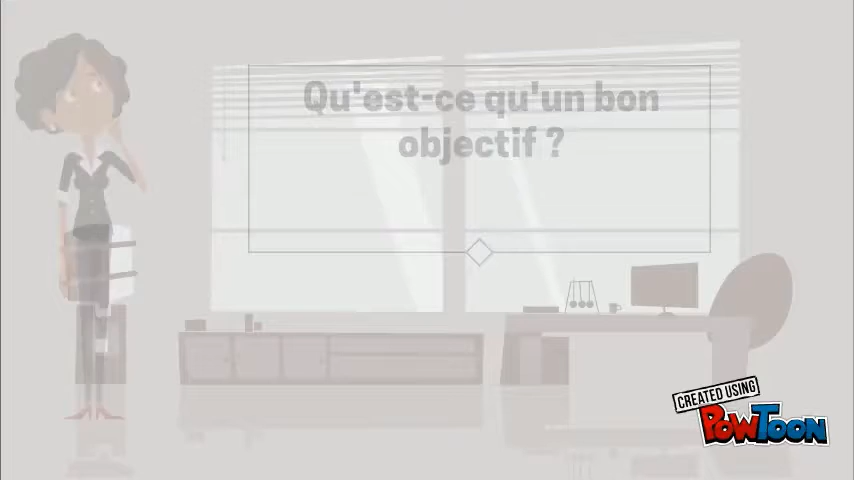 Qu'est-ce qu'un bon
objectif ?
CREATED USING
POWTOON